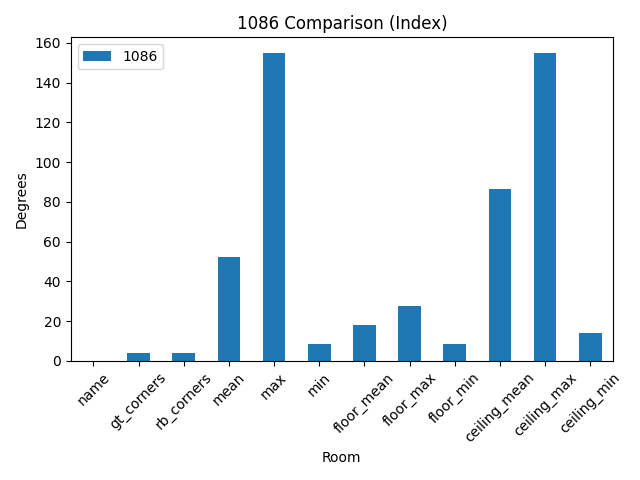 1086 Comparison (Index)
1086
Degrees
160
140
120
100
80
60
40
20
0
name
gt_corners
rb_corners
mean
max
min
floor_mean
floor_max
floor_min
ceiling_mean
ceiling_max
ceiling_min
Room